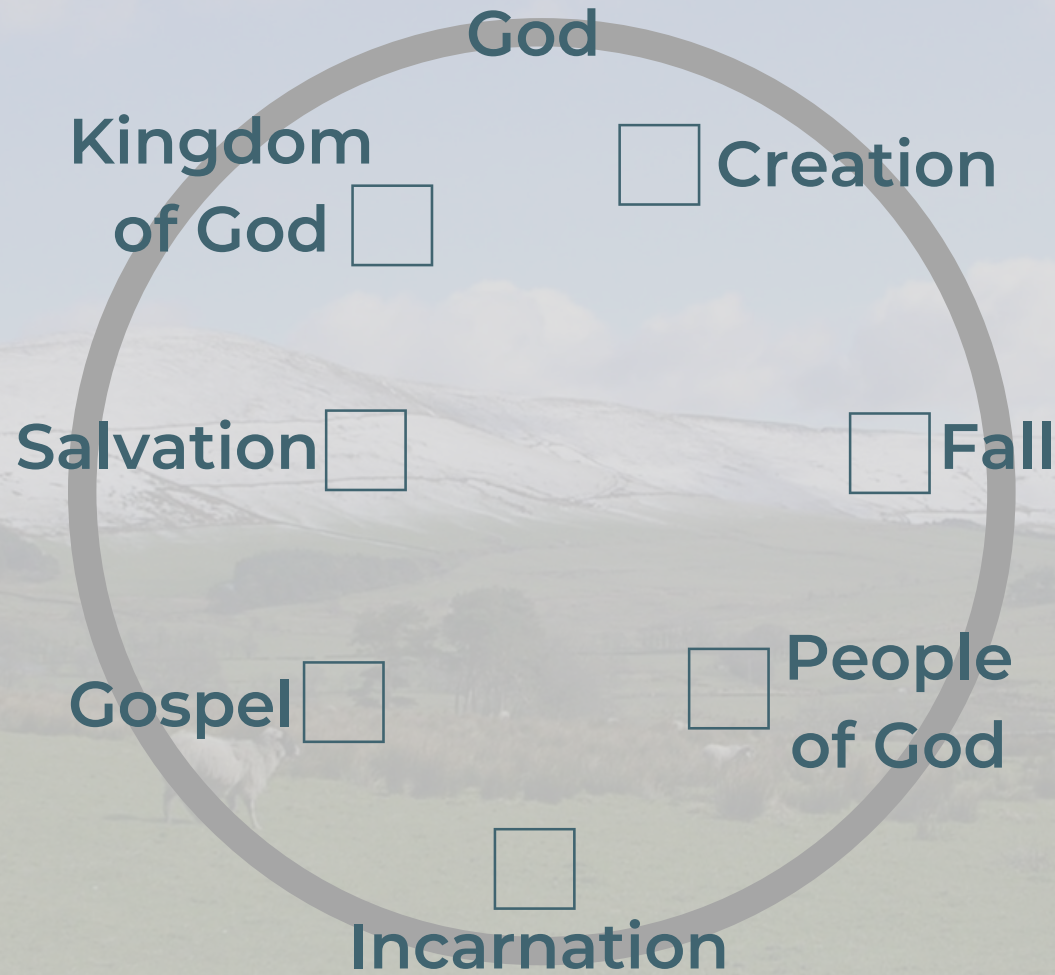 God
Kingdom
of God
Creation
Salvation
Fall
Gospel
People
of God
Incarnation